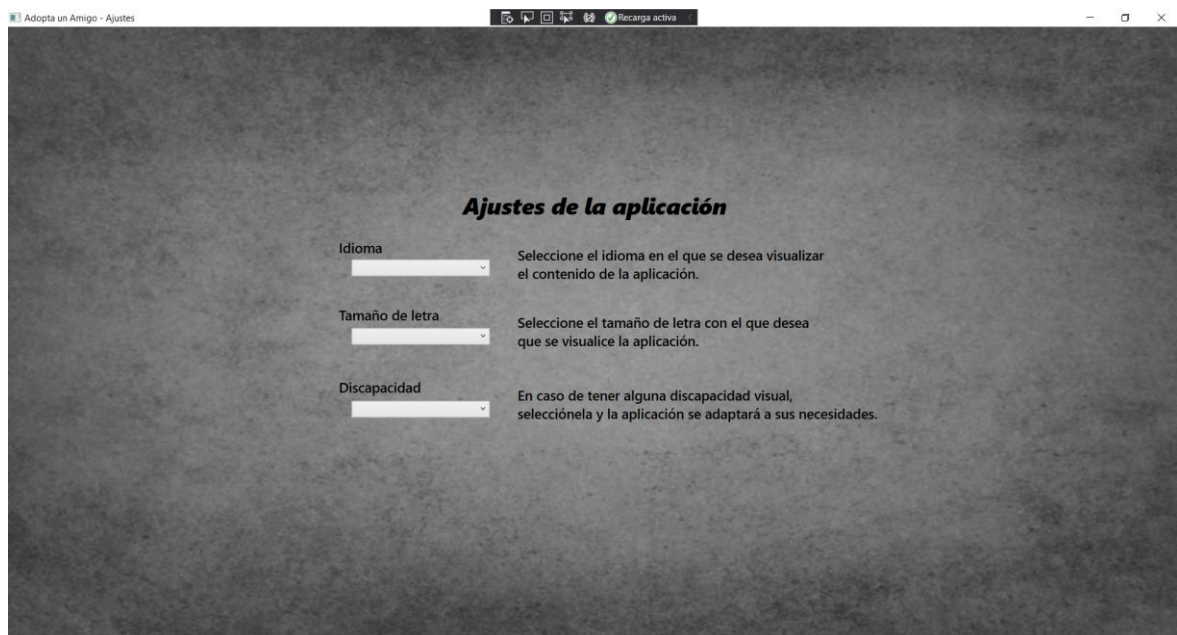 Adopta un Amigo - Ajustes
Recarga activa
Ajustes de la aplicación
Idioma
Seleccione el idioma en el que se desea visualizar
el contenido de la aplicación.
Tamaño de letra
Seleccione el tamaño de letra con el que desea
que se visualice la aplicación.
Discapacidad
En caso de tener alguna discapacidad visual,
selecciónela y la aplicación se adaptará a sus necesidades.